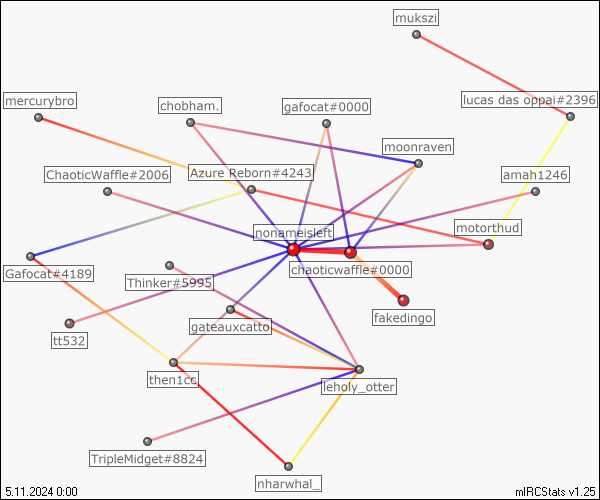 mukszi
mercurybro
chobham.
gafocat#0000
lucas das oppai#2396
moonraven
ChaoticWaffle#2006
Azure Reborn#4243
amah1246
nonameisleft
motorthud
Gafocat#4189
chaoticwaffle#0000
Thinker#5995
fakedingo
gateauxcatto
tt532
then1cc
leholy_otter
TripleMidget#8824
nharwhal_
5.11.2024 0:00
mIRCStats v1.25